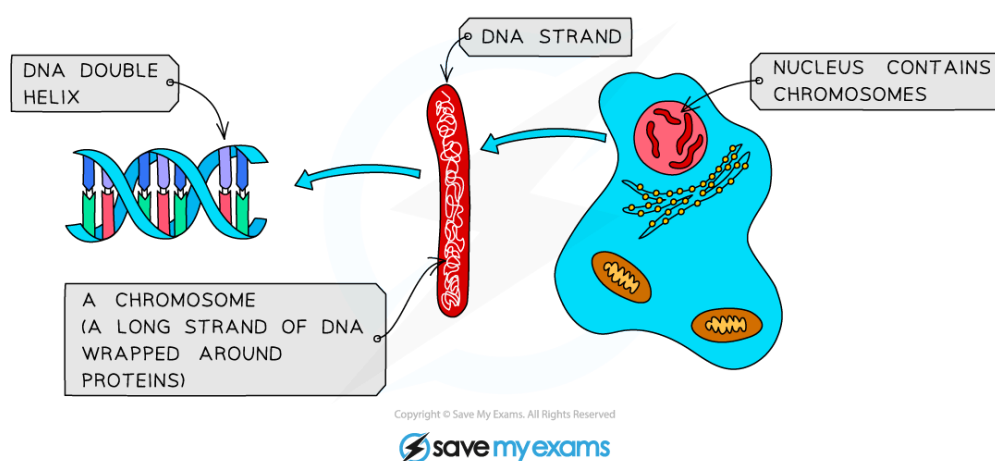 DNA STRAND
DNA DOUBLE
HELIX
NUCLEUS CONTAINS
CHROMOSOMES
A CHROMOSOME
(A LONG STRAND OF DNA
WRAPPED AROUND
PROTEINS)
Copyright © Save My Exams. All Rights Reserved
save my exams